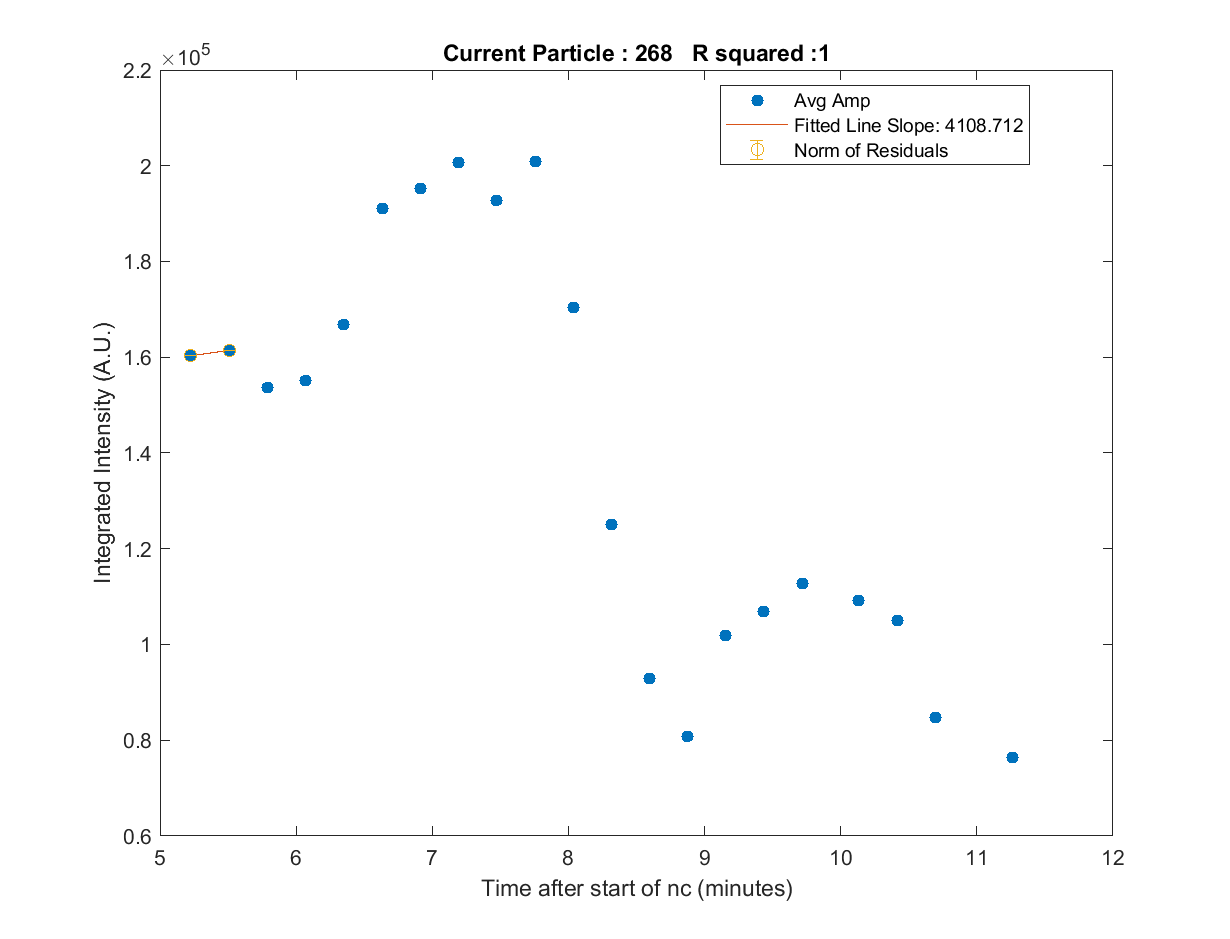 Current Particle : 268 R squared :1
×10^5
2.2
2
1.8
1.6
1.4
1.2
1
0.8
0.6
Integrated Intensity (A.U.)
Avg Amp
Fitted Line Slope: 4108.712
Norm of Residuals
5 6 7 8 9 10 11 12
Time after start of nc (minutes)